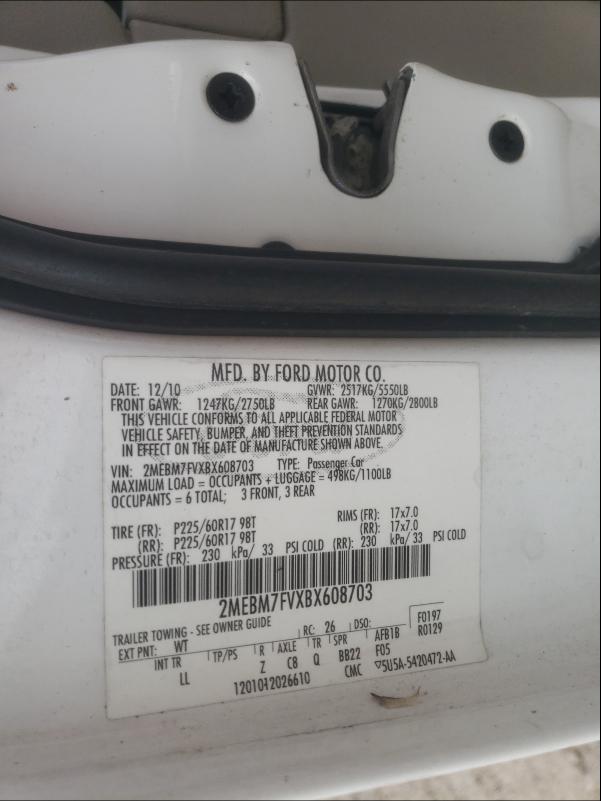 MFD. BY FORD MOTOR CO.
DATE: 12/10 GVWR: 2517KG/5550LB
FRONT GAWR: 1247KG/2750LB REAR GAWR: 1270KG/2800LB
THIS VEHICLE CONFORMS TO ALL APPLICABLE FEDERAL MOTOR
VEHICLE SAFETY, BUMPER, AND THEFT PREVENTION STANDARDS
IN EFFECT ON THE DATE OF MANUFACTURE SHOWN ABOVE.
VIN: 2MEBM7FVXBX608703 TYPE: Passenger Car
MAXIMUM LOAD = OCCUPANTS + LUGGAGE = 498KG/1100LB
OCCUPANTS = 6 TOTAL; 3 FRONT, 3 REAR
TIRE (FR): P225/60R17 98T RIMS (FR): 17x7.0
(RR): P225/60R17 98T (RR): 17x7.0
PRESSURE (FR): 230 kPa/ 33 PSI COLD (RR): 230 kPa/ 33 PSI COLD
2MEBM7FVXBX608703
TRAILER TOWING - SEE OWNER GUIDE
EXT PNT: WT RC: 26 DSO: F0197
INT TR TP/PS R AXLE TR SPR AFB1B R0129
LL Z C8 Q BB22 F05
CMC ▽5U5A-5420472-AA